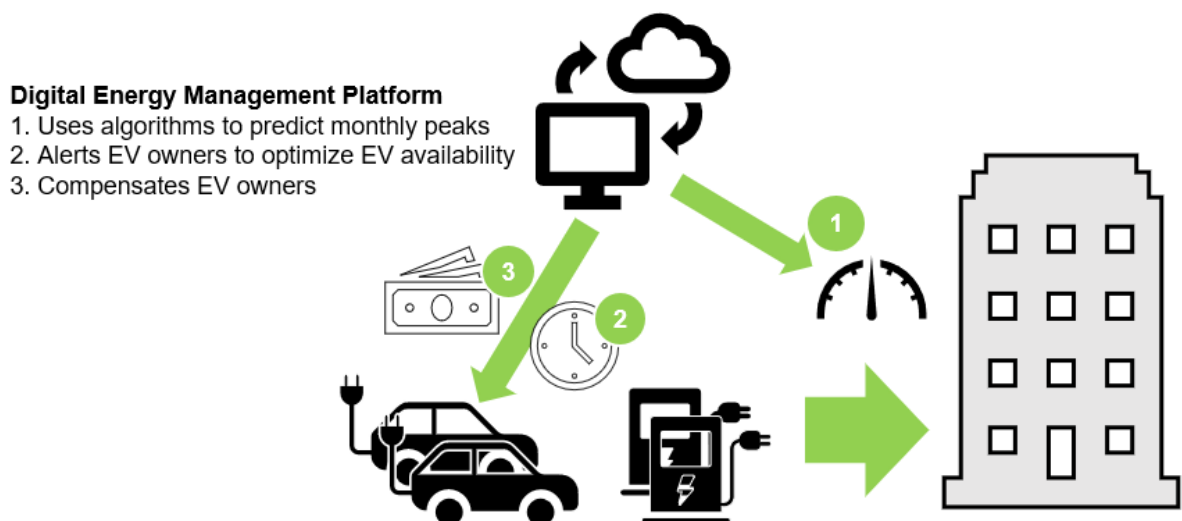 Digital Energy Management Platform
1. Uses algorithms to predict monthly peaks
2. Alerts EV owners to optimize EV availability
3. Compensates EV owners
1
3
2